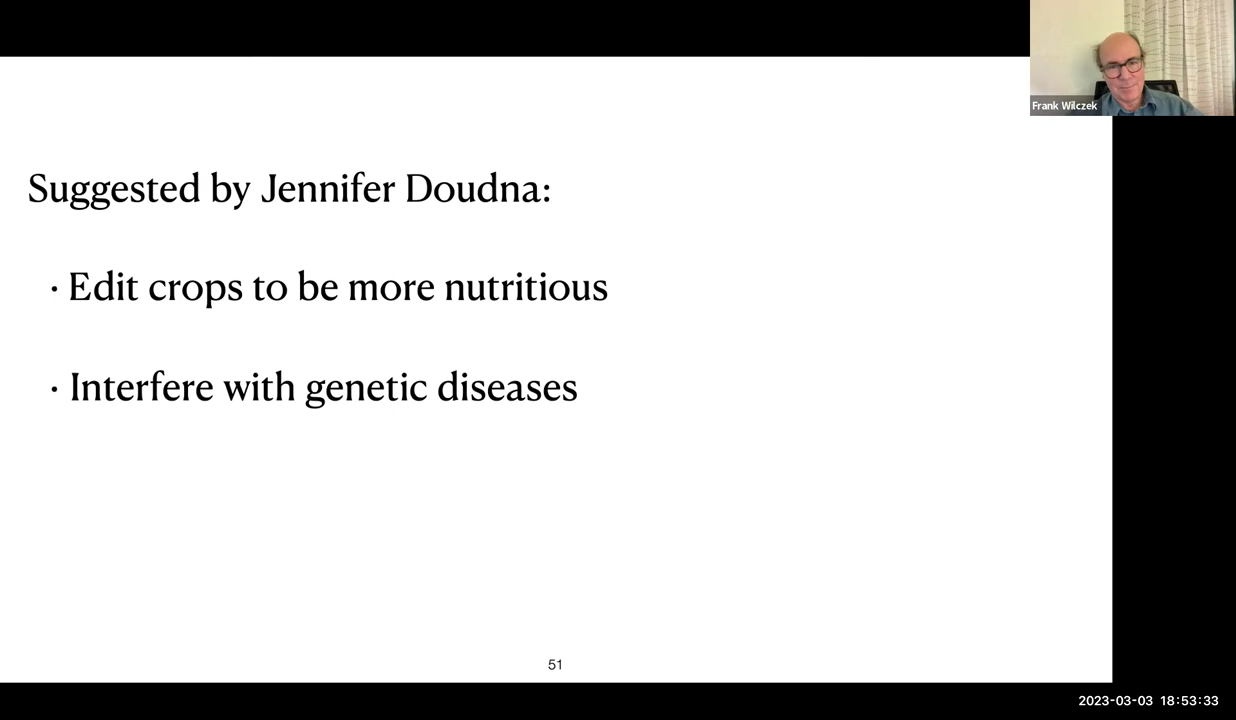 Frank Wilczek
Suggested by Jennifer Doudna:
· Edit crops to be more nutritious
· Interfere with genetic diseases
51
2023-03-03 18:53:33